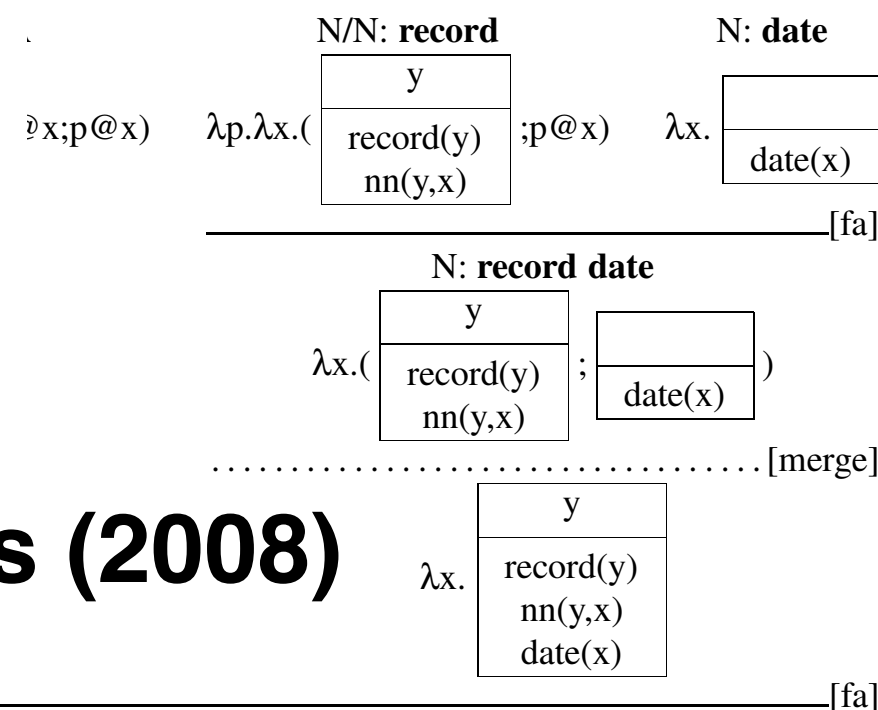 N/N: record N: date
y
@x;p@x) λp.λx.( record(y) ;p@x) λx. date(x)
nn(y,x)
[fa]
N: record date
y
λx.( record(y) ; date(x) )
nn(y,x)
...................................[merge]
y
s (2008) λx. record(y)
nn(y,x)
date(x)
[fa]